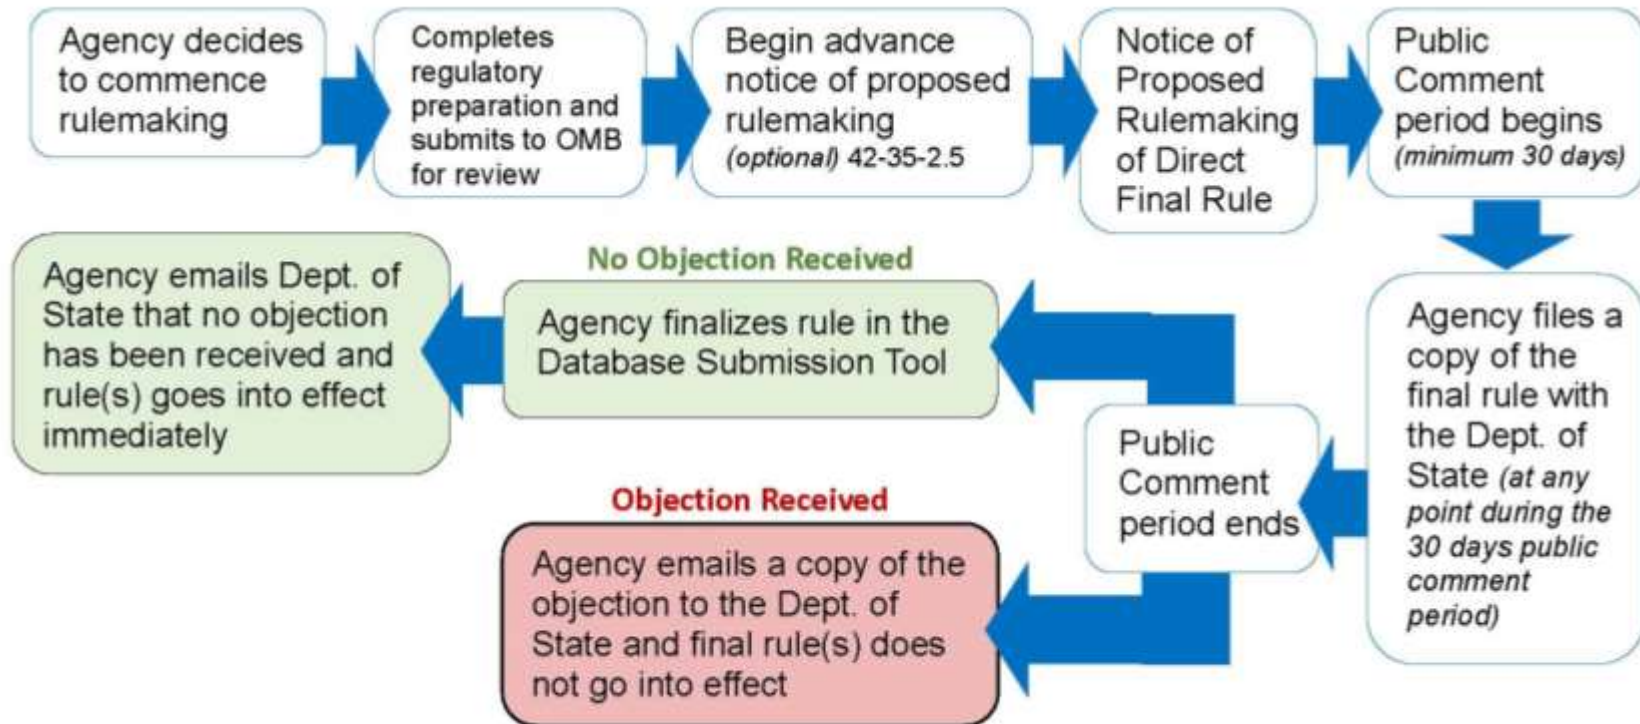 Agency decides
to commence
rulemaking
Completes
regulatory
preparation and
submits to OMB
for review
Begin advance
notice of proposed
rulemaking
(optional) 42-35-2.5
Notice of
Proposed
Rulemaking
of Direct
Final Rule
Public
Comment
period begins
(minimum 30 days)
Agency files a
copy of the
final rule with
the Dept. of
State (at any
point during the
30 days public
comment
period)
Public
Comment
period ends
No Objection Received
Agency finalizes rule in the
Database Submission Tool
Agency emails Dept. of
State that no objection
has been received and
rule(s) goes into effect
immediately
Objection Received
Agency emails a copy of the
objection to the Dept. of
State and final rule(s) does
not go into effect